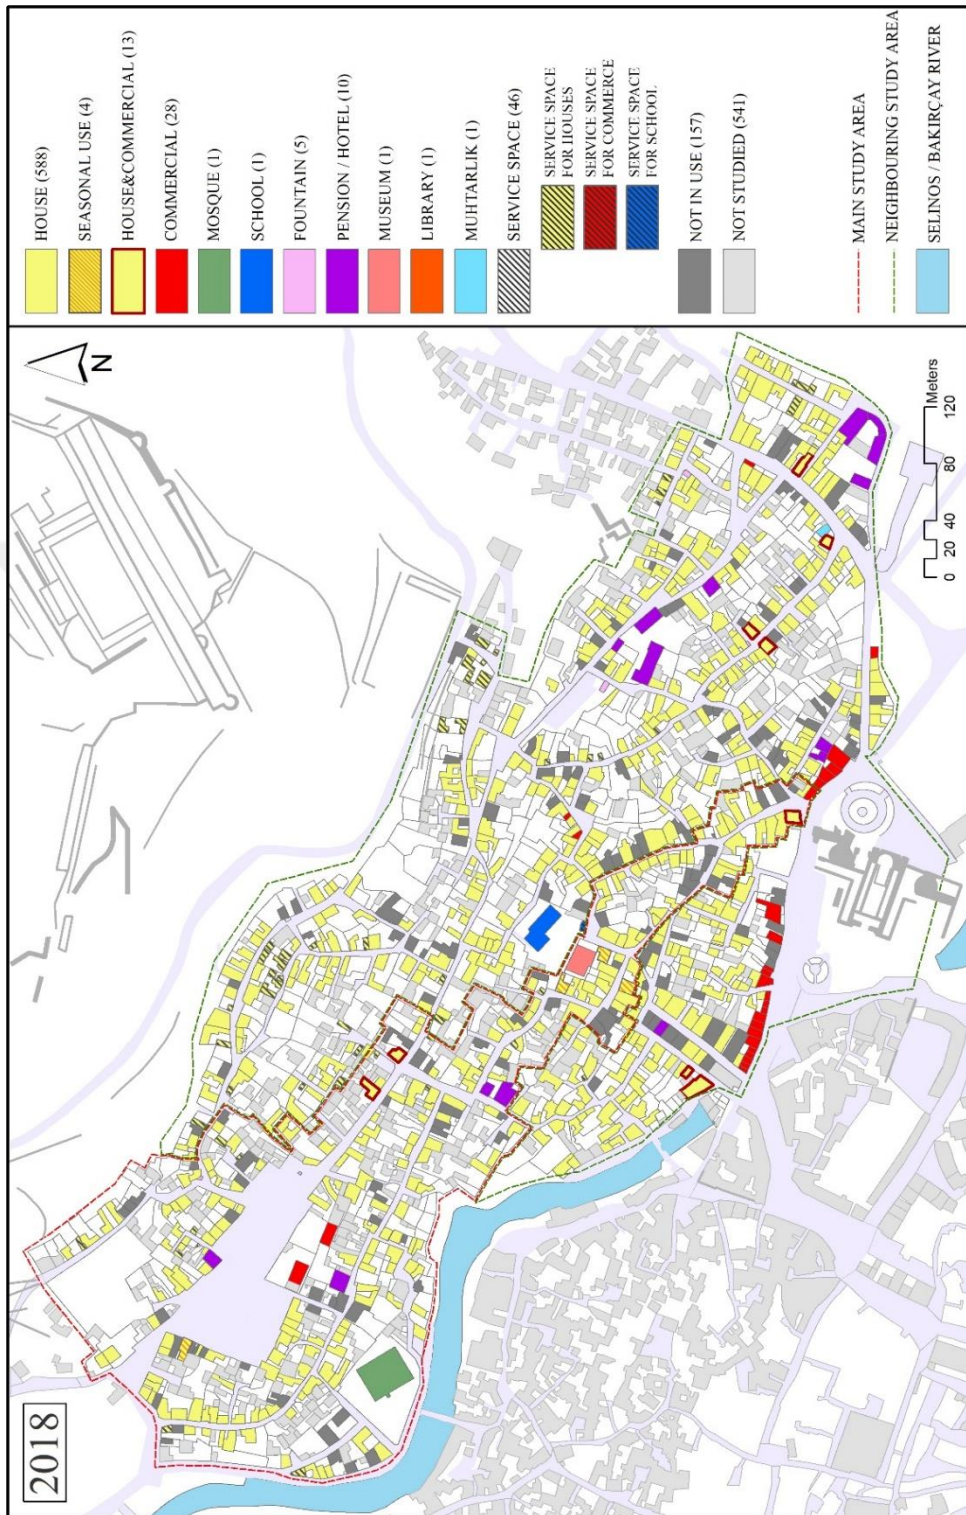 2018
N
0 20 40 80 120
Meters
HOUSE (588)
SEASONAL USE (4)
HOUSE&COMMERCIAL (13)
COMMERCIAL (28)
MOSQUE (1)
SCHOOL (1)
FOUNTAIN (5)
PENSION / HOTEL (10)
MUSEUM (1)
LIBRARY (1)
MUHTARLIK (1)
SERVICE SPACE (46)
SERVICE SPACE
FOR HOUSES
SERVICE SPACE
FOR COMMERCE
SERVICE SPACE
FOR SCHOOL
NOT IN USE (157)
NOT STUDIED (541)
MAIN STUDY AREA
NEIGHBOURING STUDY AREA
SELINOS / BAKIRÇAY RIVER